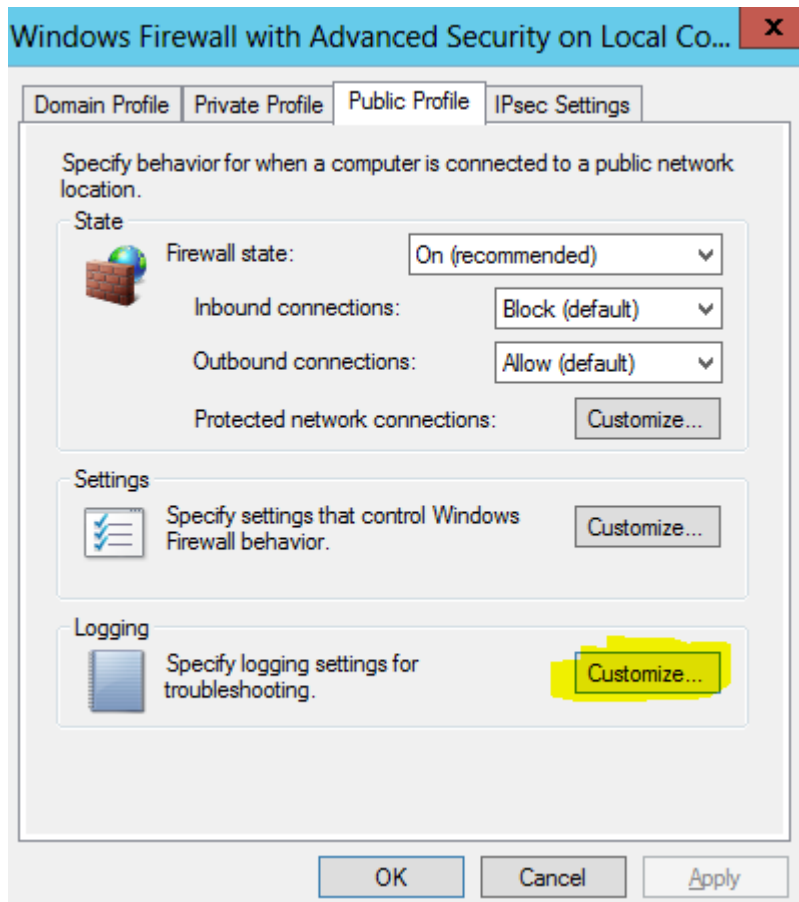 Windows Firewall with Advanced Security on Local Co...
x
Domain Profile Private Profile Public Profile IPsec Settings
Specify behavior for when a computer is connected to a public network
location.
State
Firewall state: On (recommended)
Inbound connections: Block (default)
Outbound connections: Allow (default)
Protected network connections: Customize...
Settings
Specify settings that control Windows
Firewall behavior.
Customize...
Logging
Specify logging settings for
troubleshooting.
Customize...
OK Cancel Apply